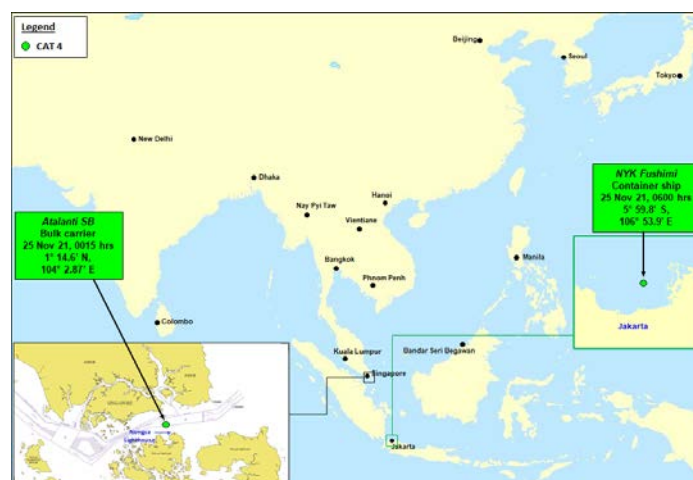 Legend
CAT 4
Beijing
Seoul
Tokyo
New Delhi
Dhaka
Hanoi
Nay Pyi Taw
Vientiane
Manila
Bangkok
Phnom Penh
Colombo
Kuala Lumpur
Bandar Seri Begawan
Singapore
Jakarta
Atalanti SB
Bulk carrier
25 Nov 21, 0015 hrs
1° 14.6' N,
104° 2.87' E
NYK Fushimi
Container ship
25 Nov 21, 0600 hrs
5° 59.8' S,
106° 53.9' E
Jakarta
Nongsa
Lighthouse